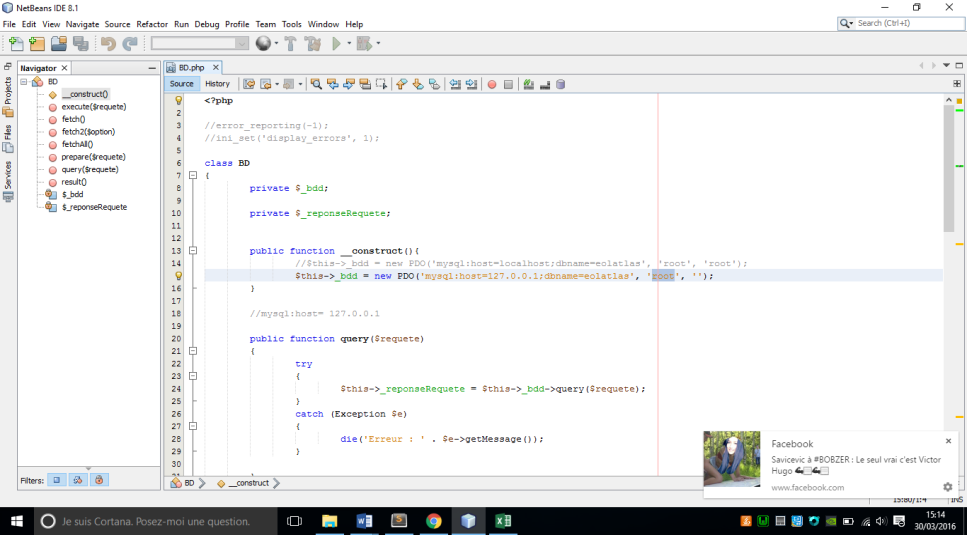 NetBeans IDE 8.1
File Edit View Navigate Source Refactor Run Debug Profile Team Tools Window Help
Search (Ctrl+I)
Navigator
BD.php
Source History
BD
__construct()
execute($requete)
fetch()
fetch2($option)
fetchAll()
prepare($requete)
query($requete)
result()
$_bdd
$_reponseRequete
Projects
Files
Services
Filters:
1 <?php
2
3 //error_reporting(-1);
4 //ini_set('display_errors', 1);
5
6 class BD
7 {
8 private $_bdd;
9
10 private $_reponseRequete;
11
12
13 public function __construct(){
14 //$this->_bdd = new PDO('mysql:host=localhost;dbname=eolatlas', 'root', 'root');
$this->_bdd = new PDO('mysql:host=127.0.0.1;dbname=eolatlas', 'root', '');
16 }
17
18 //mysql:host= 127.0.0.1
19
20 public function query($requete)
21 {
22 try
23 {
24 $this->_reponseRequete = $this->_bdd->query($requete);
25 }
26 catch (Exception $e)
27 {
28 die('Erreur : ' . $e->getMessage());
29 }
30
BD __construct
Facebook
Savicevic à #BOBZER : Le seul vrai c'est Victor
Hugo
www.facebook.com
15:80/1:4 INS
Je suis Cortana. Posez-moi une question.
15:14
30/03/2016